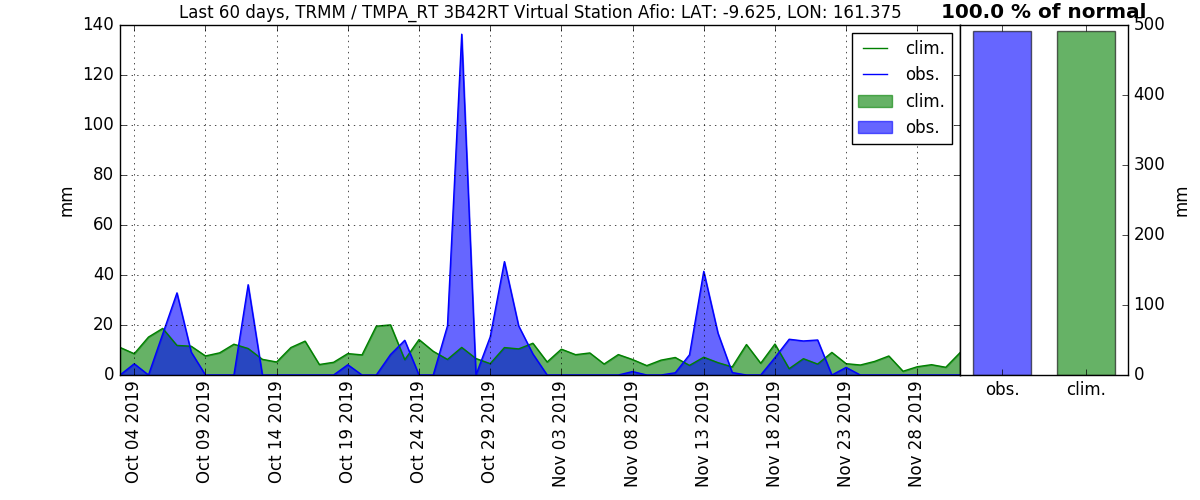 Last 60 days, TRMM / TMPA_RT 3B42RT Virtual Station Afio: LAT: -9.625, LON: 161.375
100.0 % of normal
mm
140
120
100
80
60
40
20
0
clim.
obs.
clim.
obs.
500
400
300
200
100
0
mm
Oct 04 2019
Oct 09 2019
Oct 14 2019
Oct 19 2019
Oct 24 2019
Oct 29 2019
Nov 03 2019
Nov 08 2019
Nov 13 2019
Nov 18 2019
Nov 23 2019
Nov 28 2019
obs.
clim.